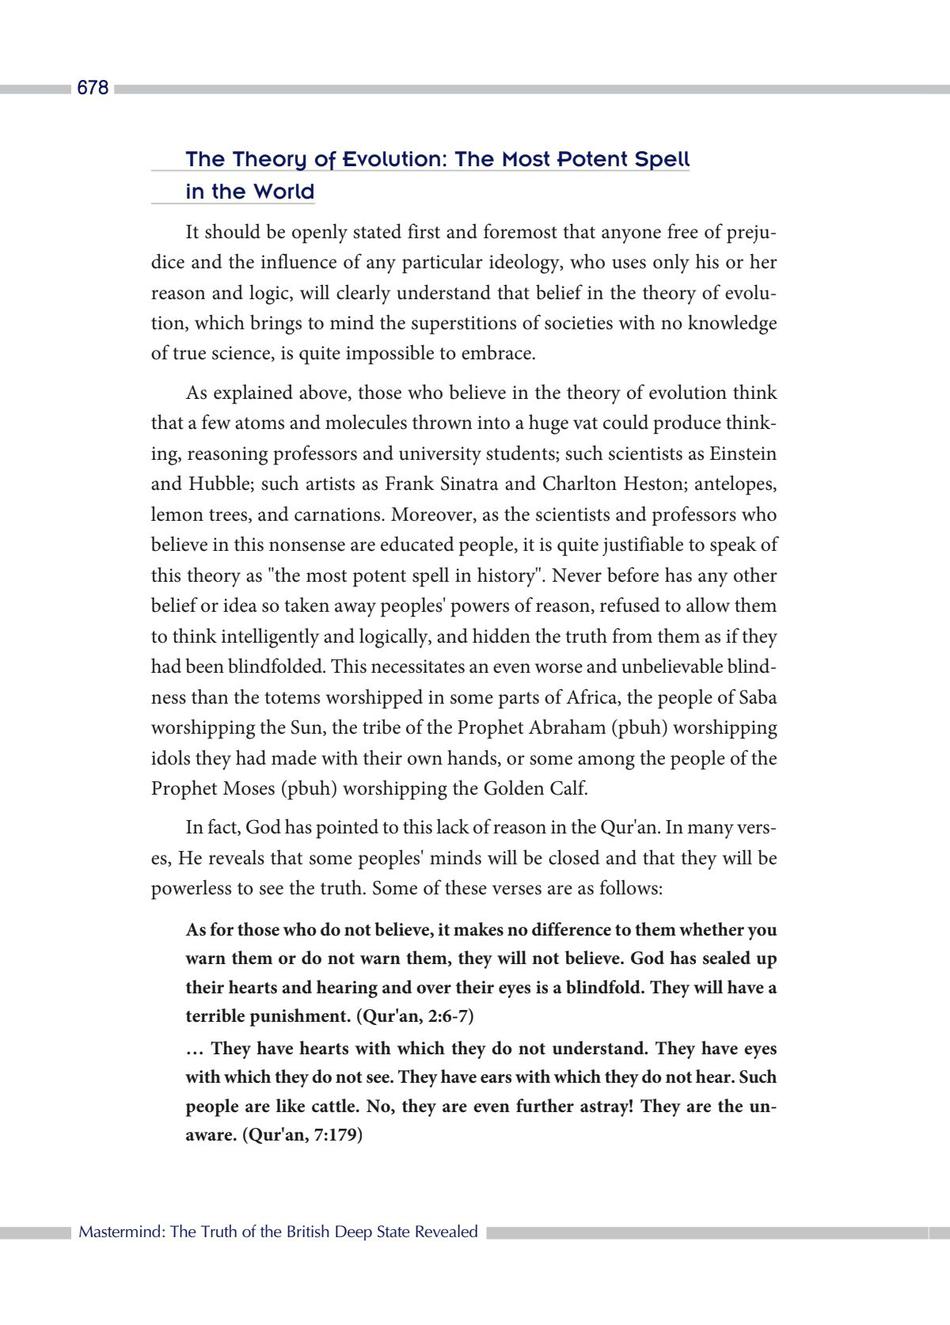 678
The Theory of Evolution: The Most Potent Spell
in the World
It should be openly stated first and foremost that anyone free of preju-
dice and the influence of any particular ideology, who uses only his or her
reason and logic, will clearly understand that belief in the theory of evolu-
tion, which brings to mind the superstitions of societies with no knowledge
of true science, is quite impossible to embrace.
As explained above, those who believe in the theory of evolution think
that a few atoms and molecules thrown into a huge vat could produce think-
ing, reasoning professors and university students; such scientists as Einstein
and Hubble; such artists as Frank Sinatra and Charlton Heston; antelopes,
lemon trees, and carnations. Moreover, as the scientists and professors who
believe in this nonsense are educated people, it is quite justifiable to speak of
this theory as "the most potent spell in history". Never before has any other
belief or idea so taken away peoples' powers of reason, refused to allow them
to think intelligently and logically, and hidden the truth from them as if they
had been blindfolded. This necessitates an even worse and unbelievable blind-
ness than the totems worshipped in some parts of Africa, the people of Saba
worshipping the Sun, the tribe of the Prophet Abraham (pbuh) worshipping
idols they had made with their own hands, or some among the people of the
Prophet Moses (pbuh) worshipping the Golden Calf.
In fact, God has pointed to this lack of reason in the Qur'an. In many vers-
es, He reveals that some peoples' minds will be closed and that they will be
powerless to see the truth. Some of these verses are as follows:
As for those who do not believe, it makes no difference to them whether you
warn them or do not warn them, they will not believe. God has sealed up
their hearts and hearing and over their eyes is a blindfold. They will have a
terrible punishment. (Qur'an, 2:6-7)
… They have hearts with which they do not understand. They have eyes
with which they do not see. They have ears with which they do not hear. Such
people are like cattle. No, they are even further astray! They are the un-
aware. (Qur'an, 7:179)
Mastermind: The Truth of the British Deep State Revealed